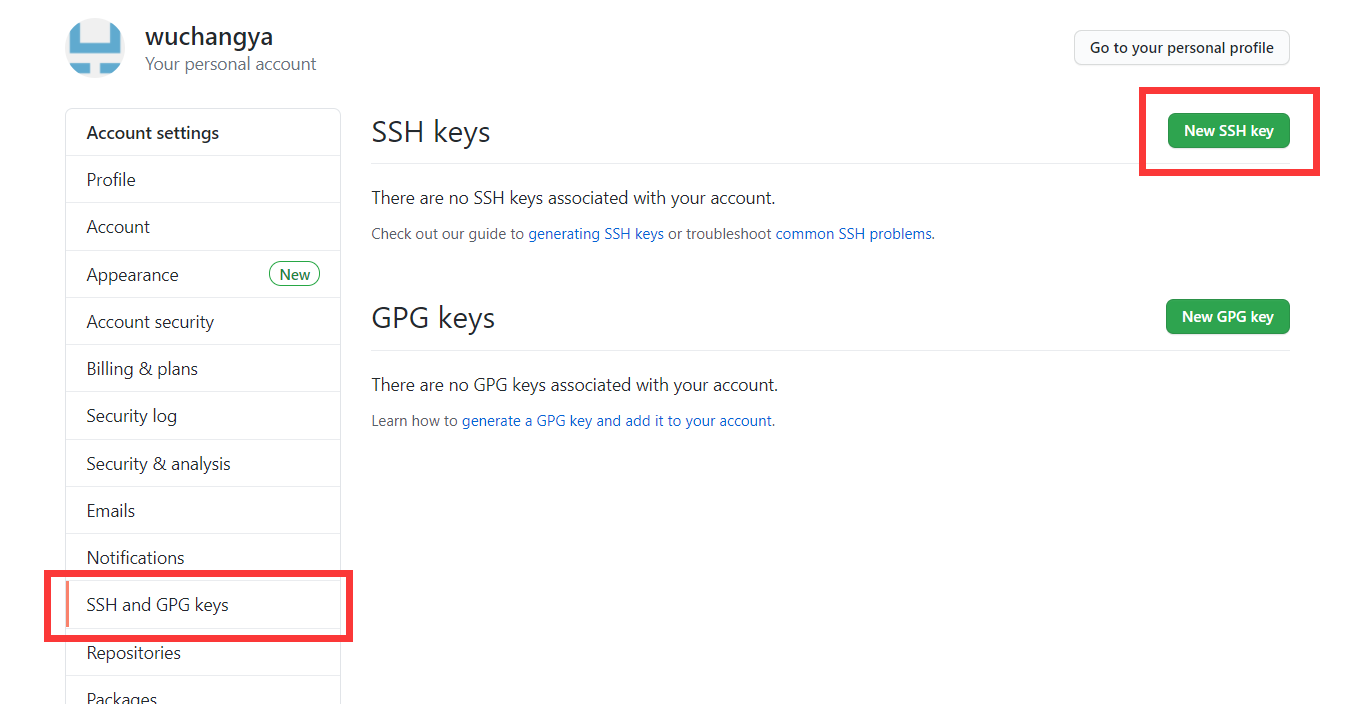 wuchangya
Your personal account
Go to your personal profile
Account settings
Profile
Account
Appearance New
Account security
Billing & plans
Security log
Security & analysis
Emails
Notifications
SSH and GPG keys
Repositories
Packages
SSH keys
New SSH key
There are no SSH keys associated with your account.
Check out our guide to generating SSH keys or troubleshoot common SSH problems.
GPG keys
New GPG key
There are no GPG keys associated with your account.
Learn how to generate a GPG key and add it to your account.